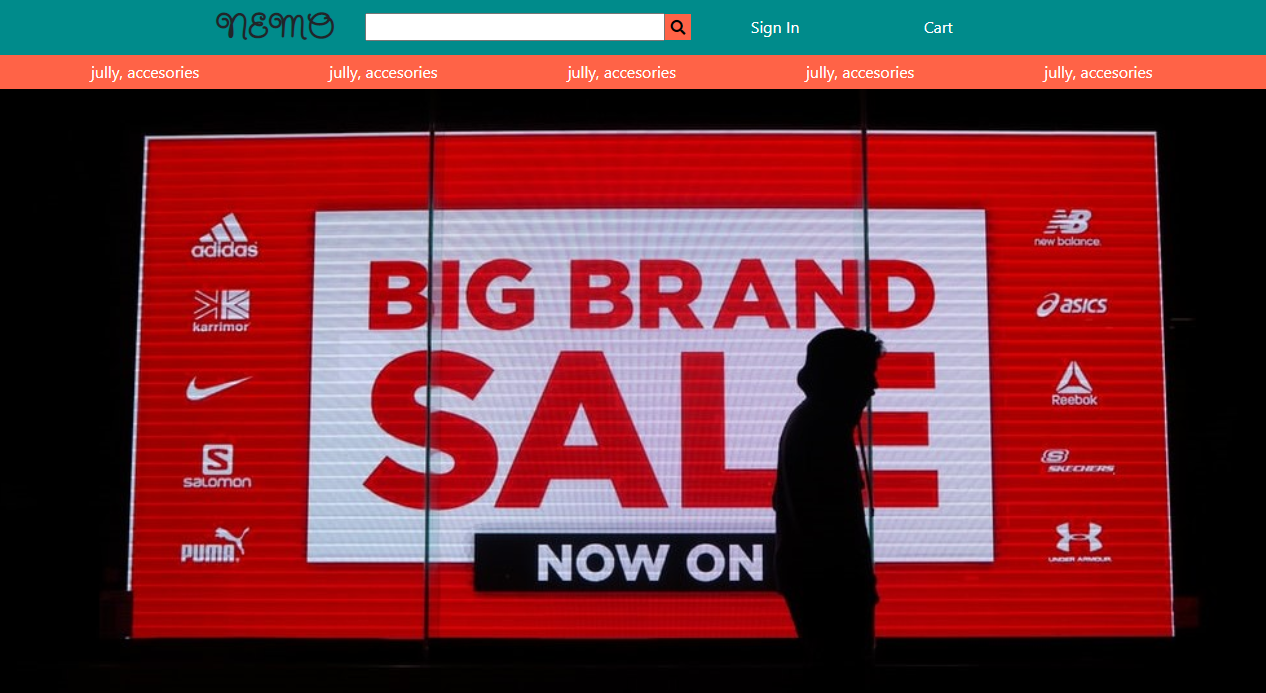 NEMO
Sign In
Cart
jully, accesories
jully, accesories
jully, accesories
jully, accesories
jully, accesories
adidas
karrimor
SALOMON
PUMA
BIG BRAND
SALE
NOW ON
new balance
asics
Reebok
SKECHERS
UNDER ARMOUR